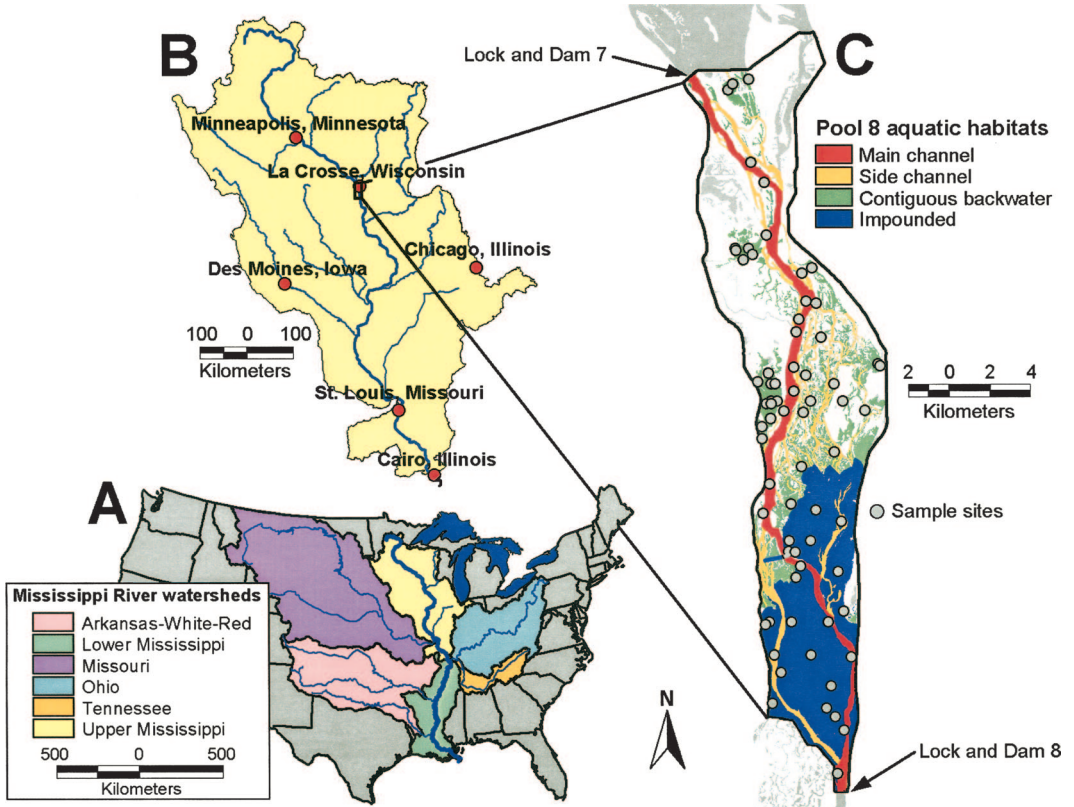 B
Minneapolis, Minnesota
La Crosse, Wisconsin
Chicago, Illinois
Des Moines, Iowa
100 0 100
Kilometers
St. Louis, Missouri
Cairo, Illinois
A
Mississippi River watersheds
Arkansas-White-Red
Lower Mississippi
Missouri
Ohio
Tennessee
Upper Mississippi
500 0 500
Kilometers
N
C
Lock and Dam 7
Pool 8 aquatic habitats
Main channel
Side channel
Contiguous backwater
Impounded
2 0 2 4
Kilometers
Sample sites
Lock and Dam 8